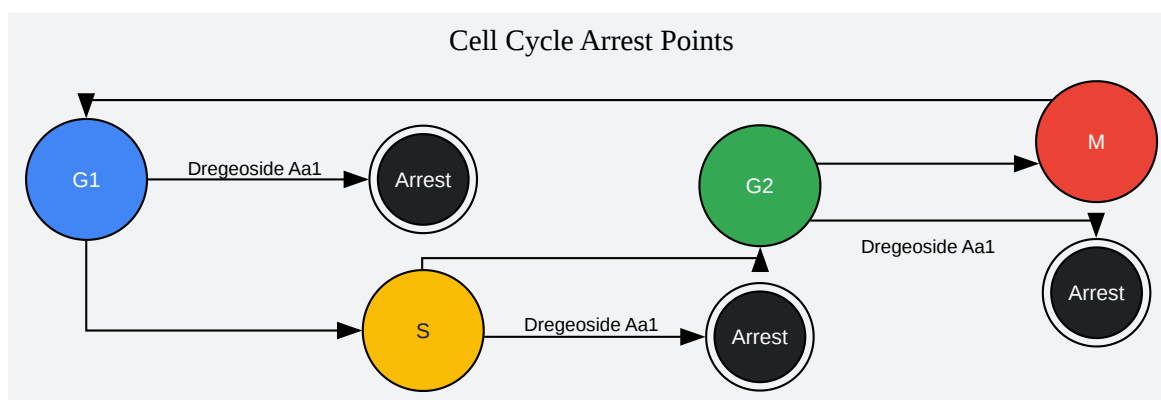 Cell Cycle Arrest Points
M
G1
Dregeoside Aa1
Arrest
G2
Dregeoside Aa1
Arrest
S
Dregeoside Aa1
Arrest